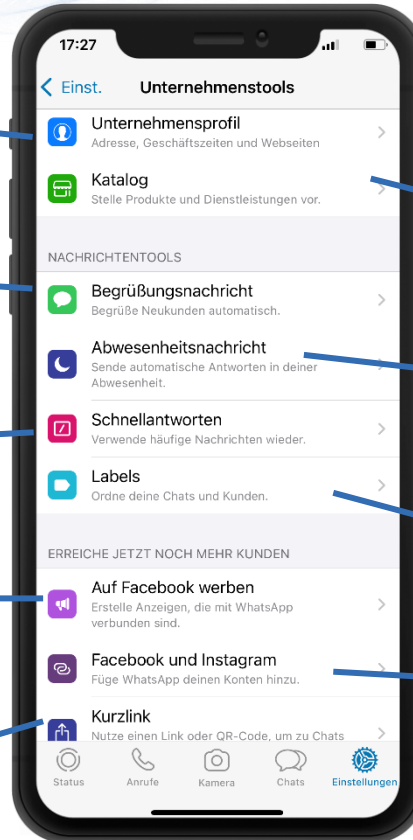 17:27
Einst.
Unternehmenstools
Unternehmensprofil
Adresse, Geschäftszeiten und Webseiten
Katalog
Stelle Produkte und Dienstleistungen vor.
NACHRICHTENTOOLS
Begrüßungsnachricht
Begrüße Neukunden automatisch.
Abwesenheitsnachricht
Sende automatische Antworten in deiner
Abwesenheit.
Schnellantworten
Verwende häufige Nachrichten wieder.
Labels
Ordne deine Chats und Kunden.
ERREICHE JETZT NOCH MEHR KUNDEN
Auf Facebook werben
Erstelle Anzeigen, die mit WhatsApp
verbunden sind.
Facebook und Instagram
Füge WhatsApp deinen Konten hinzu.
Kurzlink
Nutze einen Link oder QR-Code, um zu Chats
Status
Anrufe
Kamera
Chats
Einstellungen